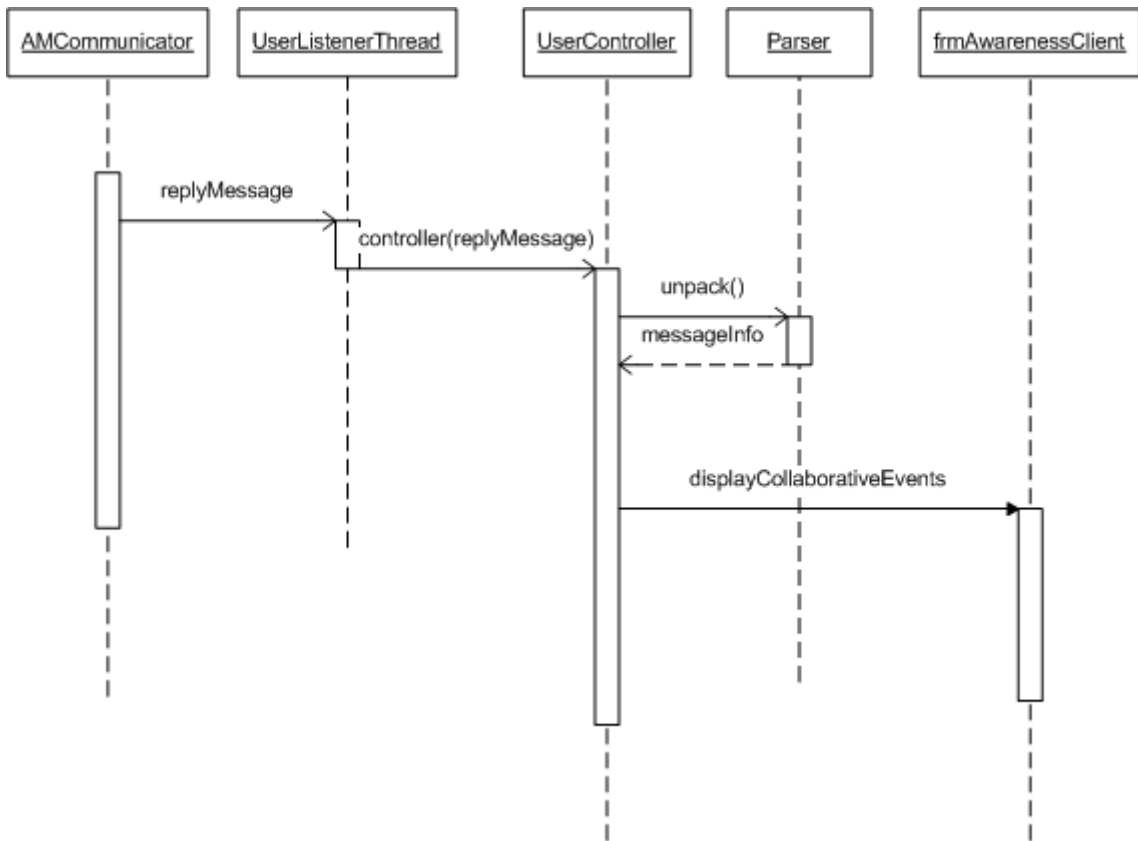 AMCommunicator
UserListenerThread
UserController
Parser
frmAwarenessClient
replyMessage
controller(replyMessage)
unpack()
messageInfo
displayCollaborativeEvents